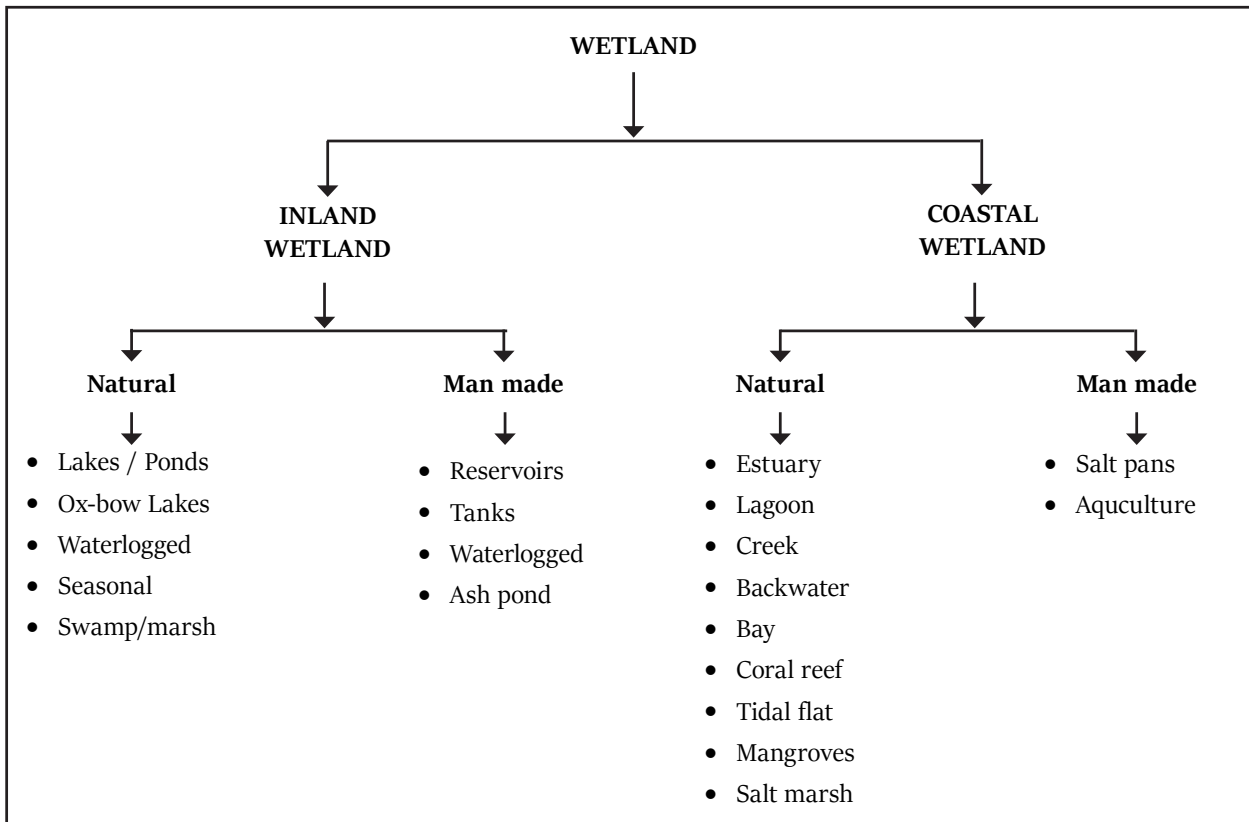 WETLAND
INLAND
WETLAND
COASTAL
WETLAND
Natural
Man made
Natural
Man made
• Lakes / Ponds
• Ox-bow Lakes
• Waterlogged
• Seasonal
• Swamp/marsh
• Reservoirs
• Tanks
• Waterlogged
• Ash pond
• Estuary
• Lagoon
• Creek
• Backwater
• Bay
• Coral reef
• Tidal flat
• Mangroves
• Salt marsh
• Salt pans
• Aquculture